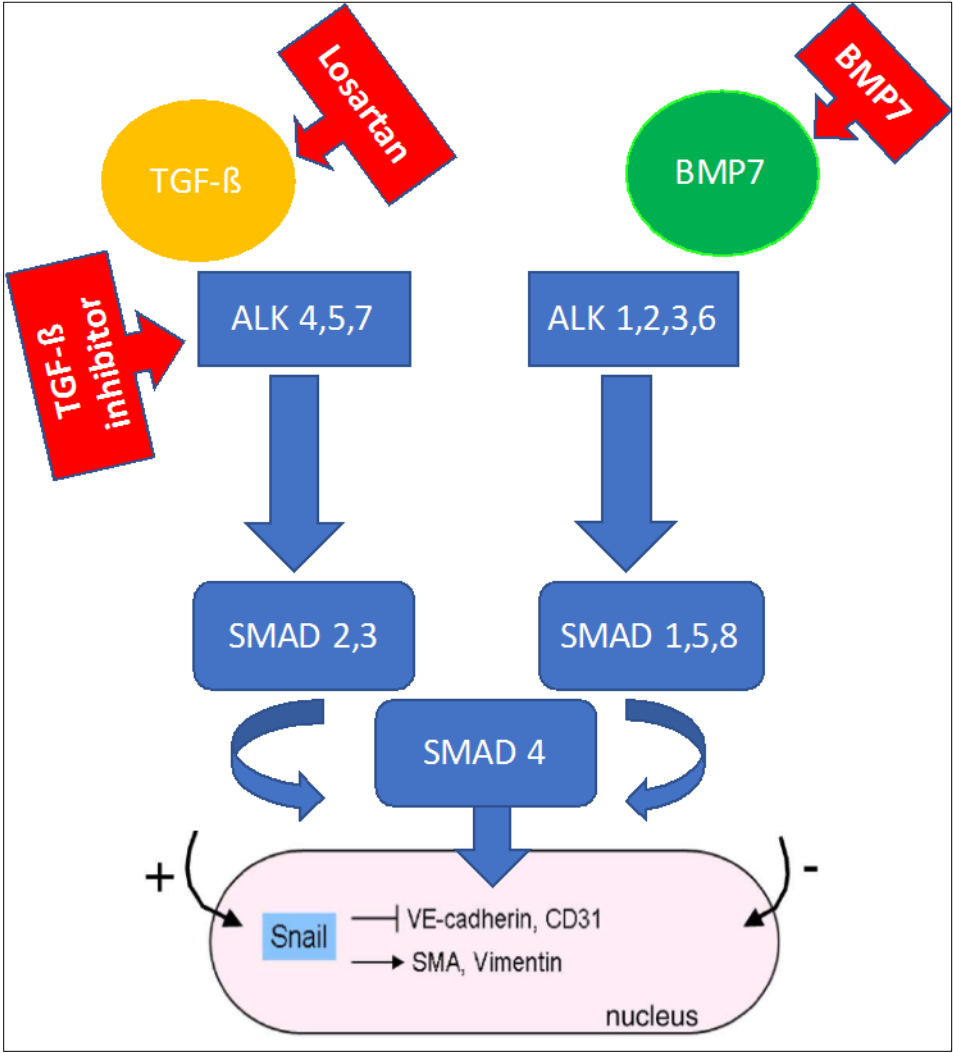 Losartan
BMP7
TGF-ß
BMP7
TGF-ß
inhibitor
ALK 4,5,7
ALK 1,2,3,6
SMAD 2,3
SMAD 1,5,8
SMAD 4
+
-
Snail
VE-cadherin, CD31
SMA, Vimentin
nucleus